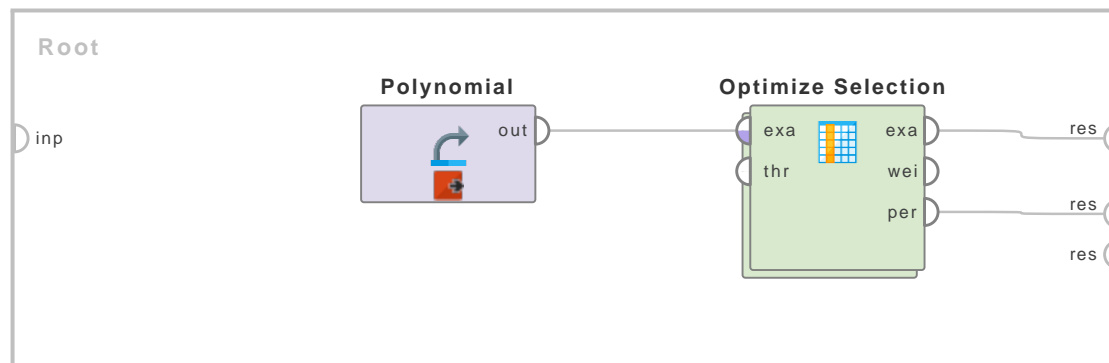 Root
Polynomial
Optimize Selection
inp
out
exa
exa
res
thr
wei
per
res
res